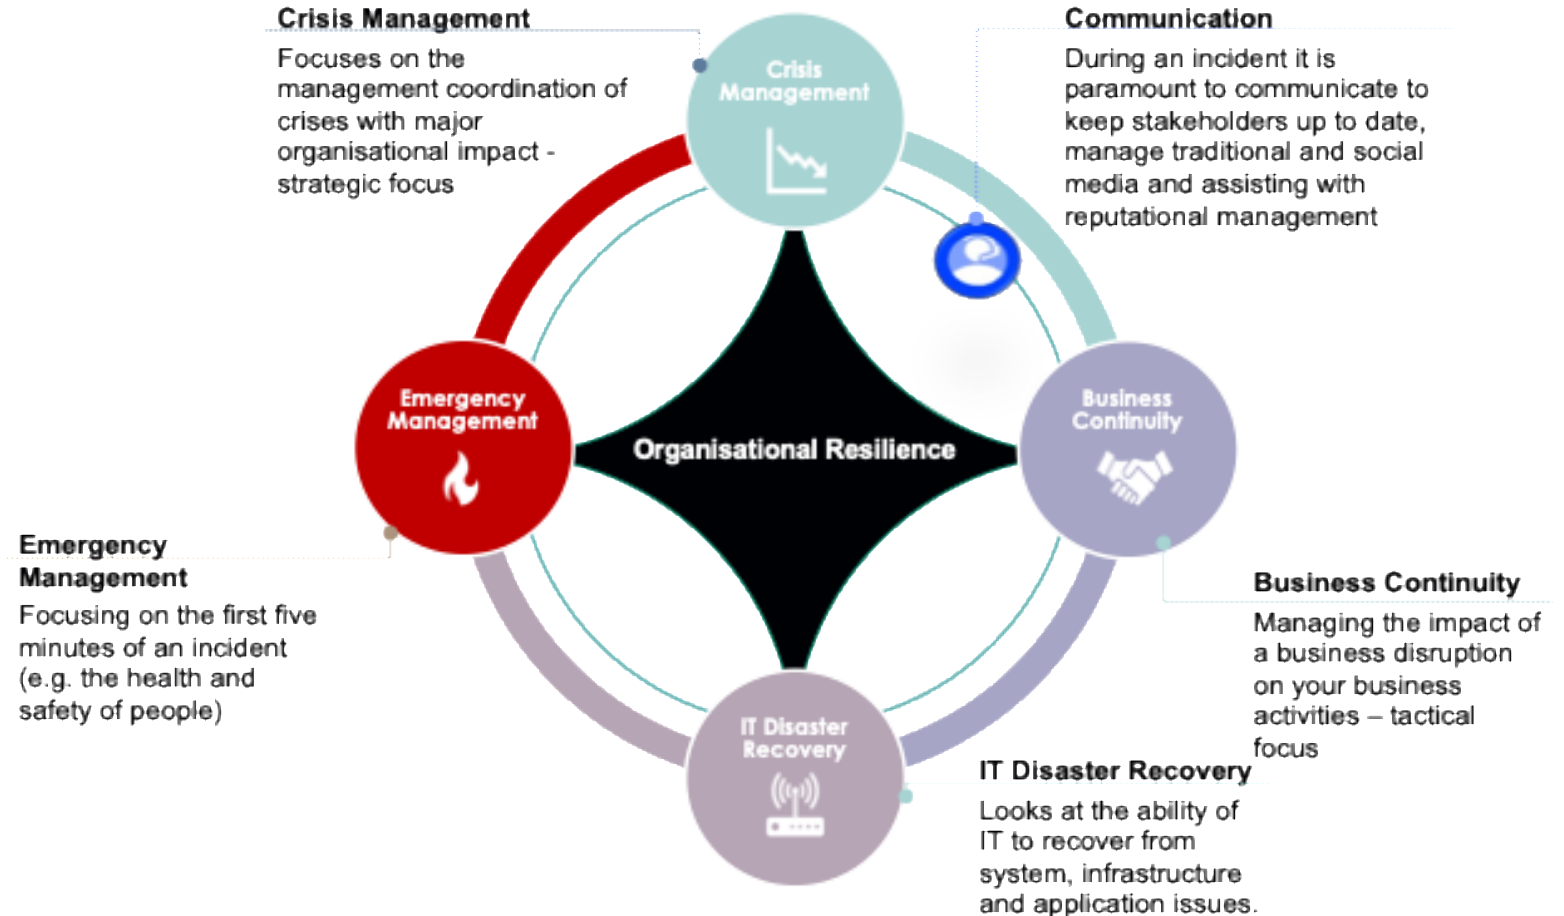 Crisis Management
Focuses on the
management coordination of
crises with major
organisational impact -
strategic focus
Crisis
Management
Communication
During an incident it is
paramount to communicate to
keep stakeholders up to date,
manage traditional and social
media and assisting with
reputational management
Emergency
Management
Organisational Resilience
Business
Continuity
Emergency
Management
Focusing on the first five
minutes of an incident
(e.g. the health and
safety of people)
Business Continuity
Managing the impact of
a business disruption
on your business
activities – tactical
focus
IT Disaster
Recovery
IT Disaster Recovery
Looks at the ability of
IT to recover from
system, infrastructure
and application issues.